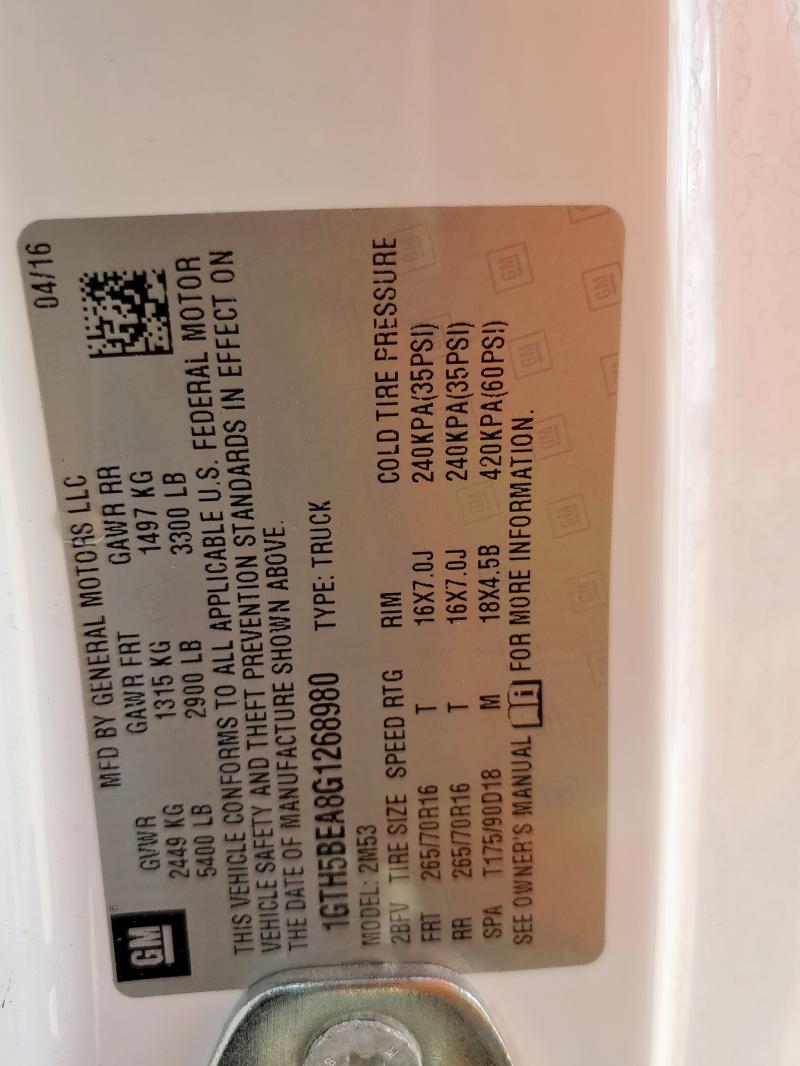 04/16
GM
MFD BY GENERAL MOTORS LLC
GVWR GAWR FRT GAWR RR
2449 KG 1315 KG 1497 KG
5400 LB 2900 LB 3300 LB
THIS VEHICLE CONFORMS TO ALL APPLICABLE U.S. FEDERAL MOTOR
VEHICLE SAFETY AND THEFT PREVENTION STANDARDS IN EFFECT ON
THE DATE OF MANUFACTURE SHOWN ABOVE.
1GTH5BEA8G1268980 TYPE: TRUCK
MODEL: 2M53
2BFV TIRE SIZE SPEED RTG RIM COLD TIRE PRESSURE
FRT 265/70R16 T 16X7.0J 240KPA(35PSI)
RR 265/70R16 T 16X7.0J 240KPA(35PSI)
SPA T175/90D18 M 18X4.5B 420KPA(60PSI)
SEE OWNER'S MANUAL FOR MORE INFORMATION.